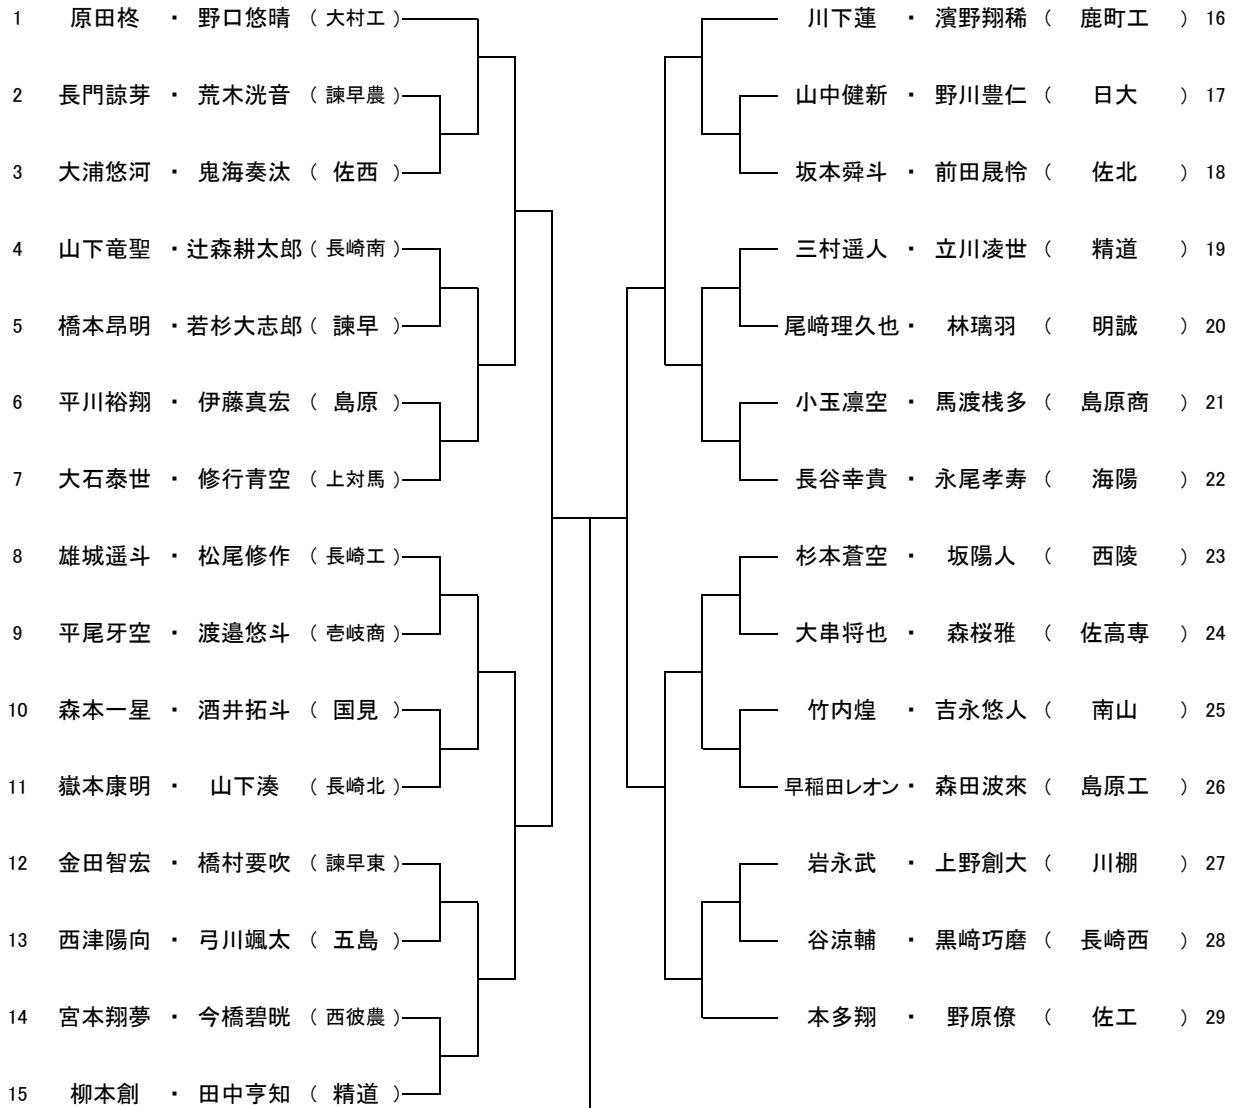 1 原田柊 ・ 野口悠晴 （ 大村工 ）
2 長門諒芽 ・ 荒木洸音 （ 諫早農 ）
3 大浦悠河 ・ 鬼海奏汰 （ 佐西 ）
4 山下竜聖 ・ 辻森耕太郎 （ 長崎南 ）
5 橋本昂明 ・ 若杉大志郎 （ 諫早 ）
6 平川裕翔 ・ 伊藤真宏 （ 島原 ）
7 大石泰世 ・ 修行青空 （ 上対馬 ）
8 雄城遥斗 ・ 松尾修作 （ 長崎工 ）
9 平尾牙空 ・ 渡邉悠斗 （ 壱岐商 ）
10 森本一星 ・ 酒井拓斗 （ 国見 ）
11 嶽本康明 ・ 山下湊 （ 長崎北 ）
12 金田智宏 ・ 橋村要吹 （ 諫早東 ）
13 西津陽向 ・ 弓川颯太 （ 五島 ）
14 宮本翔夢 ・ 今橋碧晄 （ 西彼農 ）
15 柳本創 ・ 田中亨知 （ 精道 ）
川下蓮 ・ 濱野翔稀 （ 鹿町工 ） 16
山中健新 ・ 野川豊仁 （ 日大 ） 17
坂本舜斗 ・ 前田晟怜 （ 佐北 ） 18
三村遥人 ・ 立川凌世 （ 精道 ） 19
尾﨑理久也 ・ 林璃羽 （ 明誠 ） 20
小玉凛空 ・ 馬渡桟多 （ 島原商 ） 21
長谷幸貴 ・ 永尾孝寿 （ 海陽 ） 22
杉本蒼空 ・ 坂陽人 （ 西陵 ） 23
大串将也 ・ 森桜雅 （ 佐高専 ） 24
竹内煌 ・ 吉永悠人 （ 南山 ） 25
早稲田レオン ・ 森田波來 （ 島原工 ） 26
岩永武 ・ 上野創大 （ 川棚 ） 27
谷涼輔 ・ 黒﨑巧磨 （ 長崎西 ） 28
本多翔 ・ 野原僚 （ 佐工 ） 29